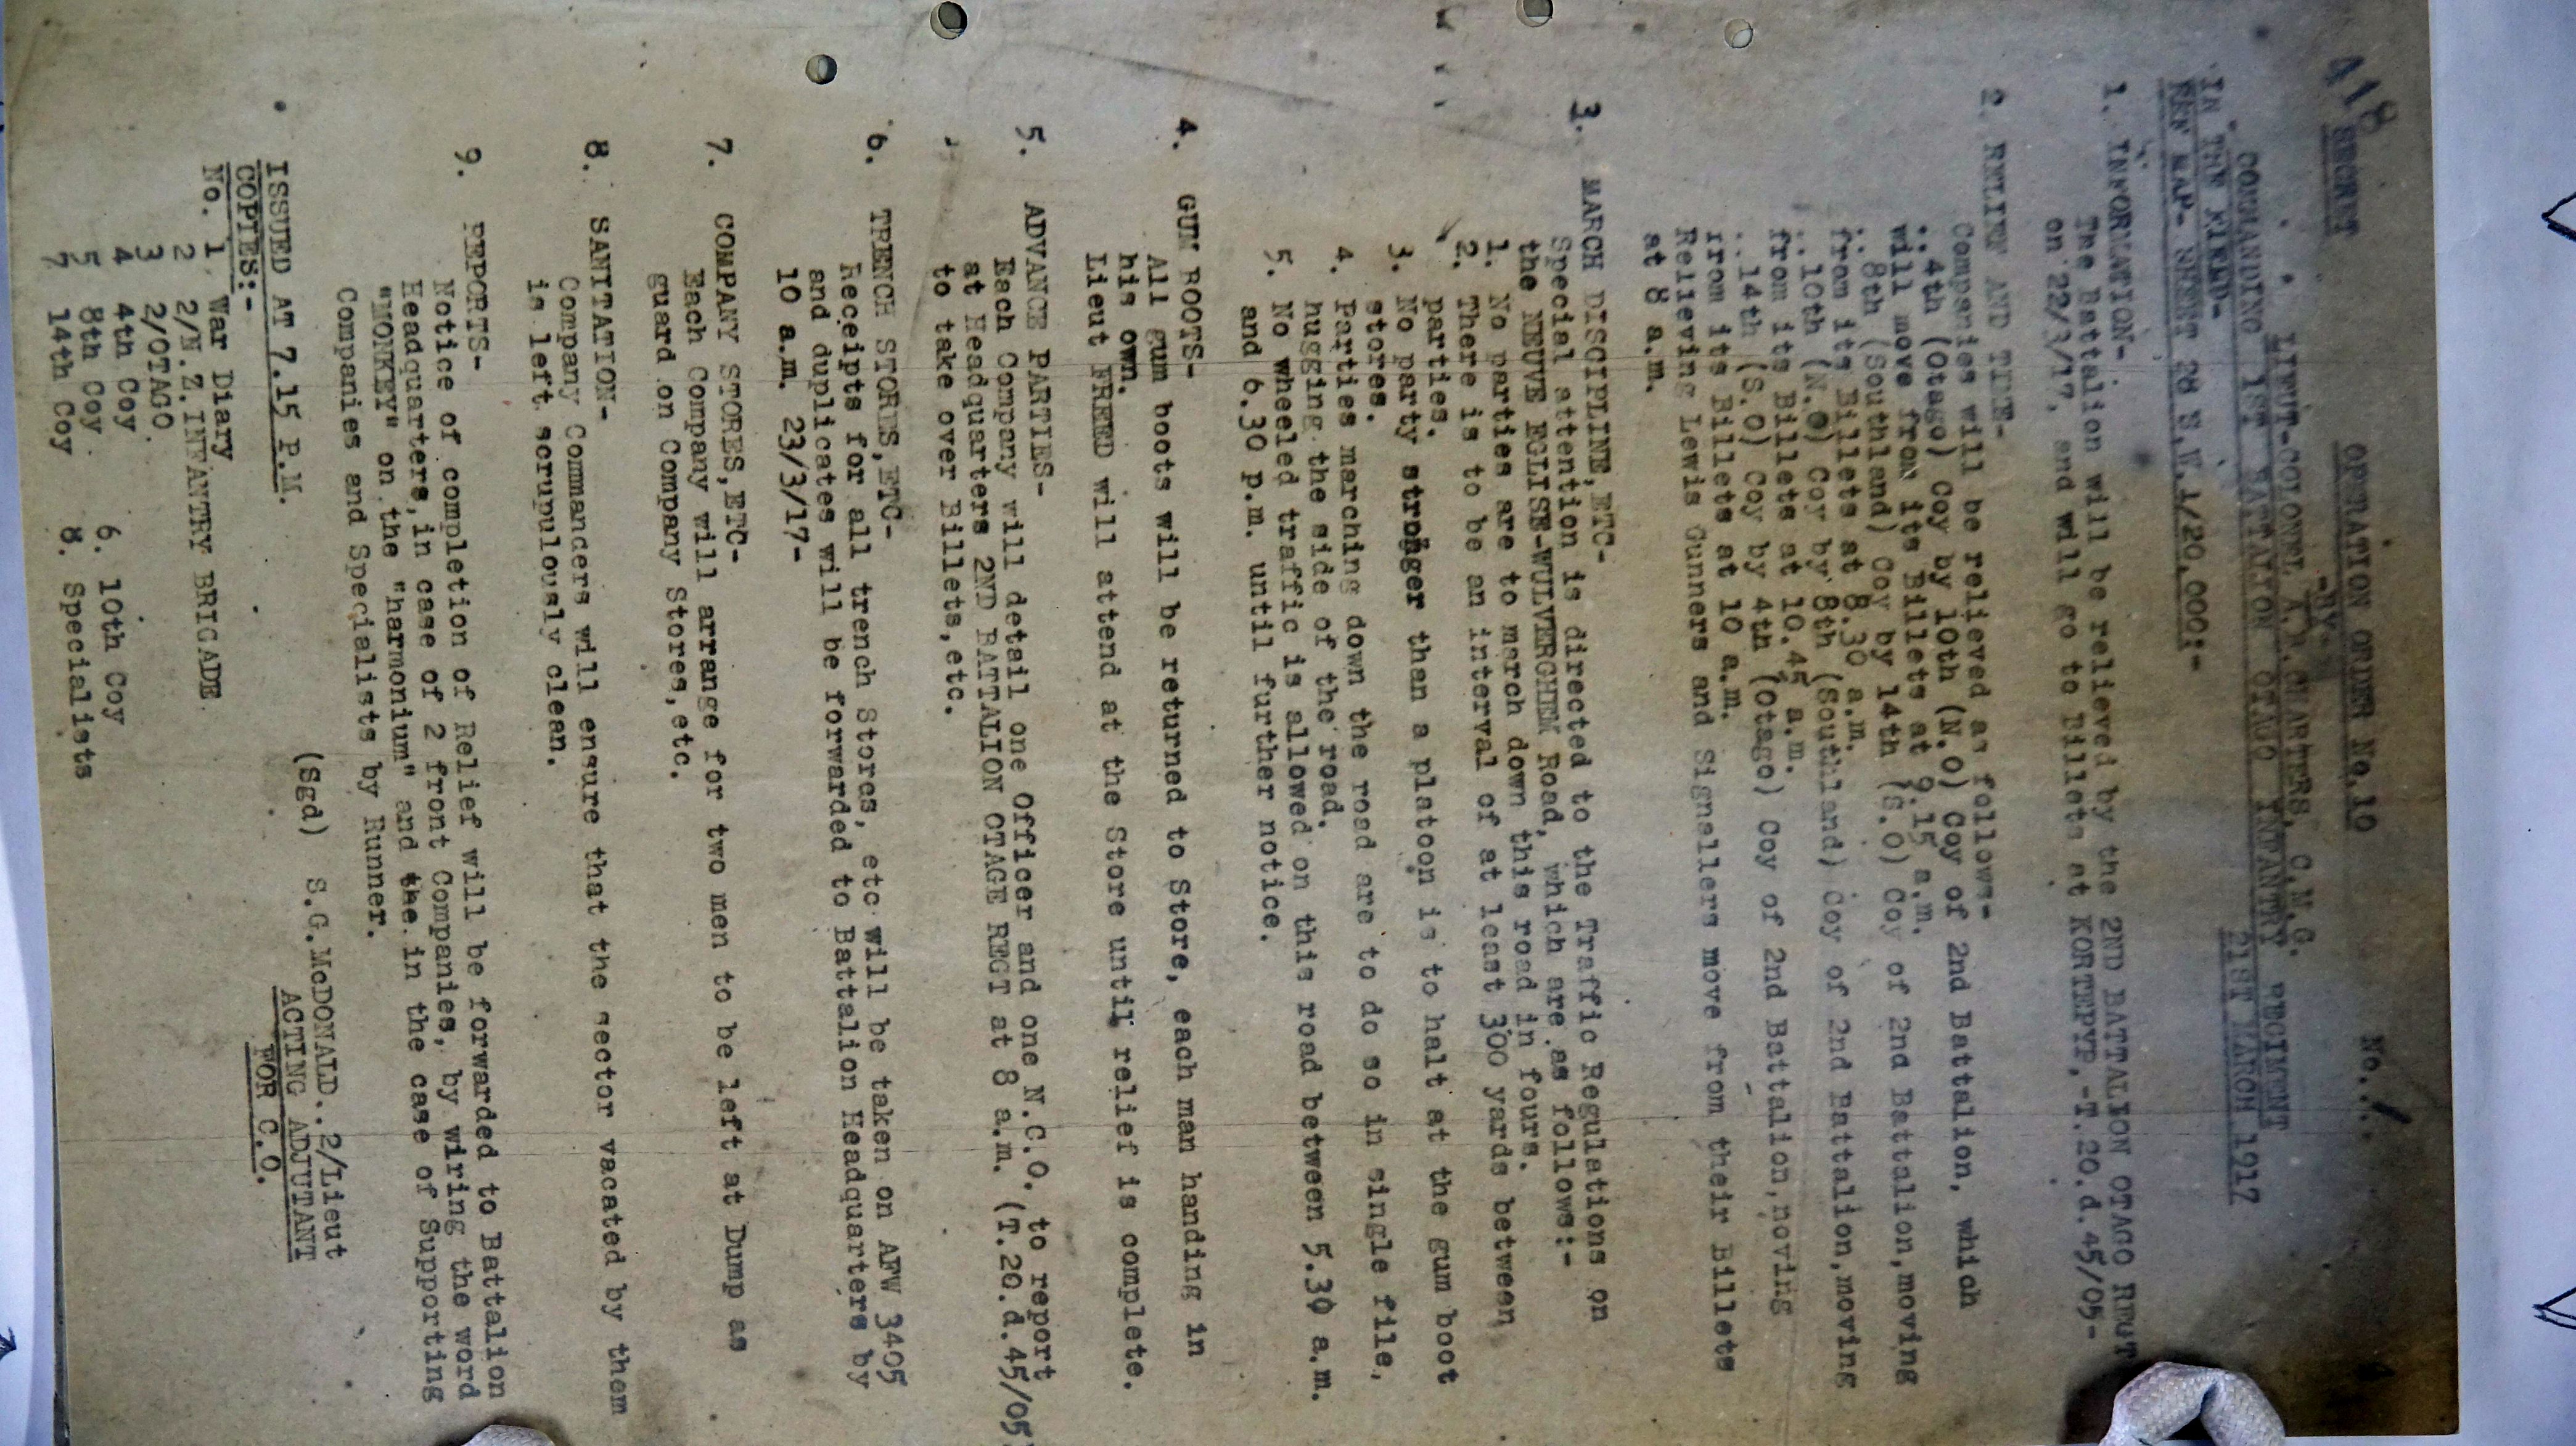 418
SECRET
OPERATION ORDER No.10 No...1..
-BY-
LIEUT-COLONEL A.B. CHARTERS, C.M.G.
COMMANDING 1ST BATTALION OTAGO INFANTRY REGIMENT
IN THE FIELD- 21ST MARCH 1917
REF MAP- SHEET 28 S.W.1/20,000:-
1. INFORMATION-
The Battalion will be relieved by the 2ND BATTALION OTAGO REGT
on 22/3/17, and will go to Billets at KORTEPYP,-T.20.d.45/05-
2. RELIEF AND TIME-
Companies will be relieved as follows-
4th (Otago) Coy by 10th (N.O) Coy of 2nd Battalion, which
will move from its Billets at 9.15 a.m.
8th (Southland) Coy by 14th (S.O) Coy of 2nd Battalion,moving
from its Billets at 8.30 a.m.
10th (N.O) Coy by 8th (Southland) Coy of 2nd Battalion,moving
from its Billets at 10.45 a.m.
14th (S.O) Coy by 4th (Otago) Coy of 2nd Battalion,moving
from its Billets at 10 a.m.
Relieving Lewis Gunners and Signallers move from their Billets
at 8 a.m.
3. MARCH DISCIPLINE,ETC-
Special attention is directed to the Traffic Regulations on
the NEUVE EGLISE-WULVERGHEM Road, which are as follows:-
1. No parties are to march down this road in fours.
2. There is to be an interval of at least 300 yards between
parties.
3. No party stronger than a platoon is to halt at the gum boot
stores.
4. Parties marching down the road are to do so in single file,
hugging the side of the road.
5. No wheeled traffic is allowed on this road between 5.30 a.m.
and 6.30 p.m. until further notice.
4. GUM BOOTS-
All gum boots will be returned to Store, each man handing in
his own.
Lieut FREED will attend at the Store until relief is complete.
5. ADVANCE PARTIES-
Each Company will detail one Officer and one N.C.O. to report
at Headquarters 2ND BATTALION OTAGE REGT at 8 a.m. (T.20.d.45/05
to take over Billets,etc.
6. TRENCH STORES,ETC-
Receipts for all trench Stores, etc will be taken on AFW 3405
and duplicates will be forwarded to Battalion Headquarters by
10 a.m. 23/3/17-
7. COMPANY STORES,ETC-
Each Company will arrange for two men to be left at Dump as
guard on Company Stores,etc.
8. SANITATION-
Company Commanders will ensure that the sector vacated by them
is left scrupulously clean.
9. REPORTS-
Notice of completion of Relief will be forwarded to Battalion
Headquarters,in case of 2 front Companies, by wiring the word
"MONKEY" on the "harmonium" and the in the case of Supporting
Companies and Specialists by Runner.
(Sgd) S.G.McDONALD..2/Lieut
ISSUED AT 7.15 P.M. ACTING ADJUTANT
FOR C.O.
COPIES:-
No. 1 War Diary
2 2/N.Z.INFANTRY BRIGADE
3 2/OTAGO
4 4th Coy 6. 10th Coy
5 8th Coy 8. Specialists
7 14th Coy